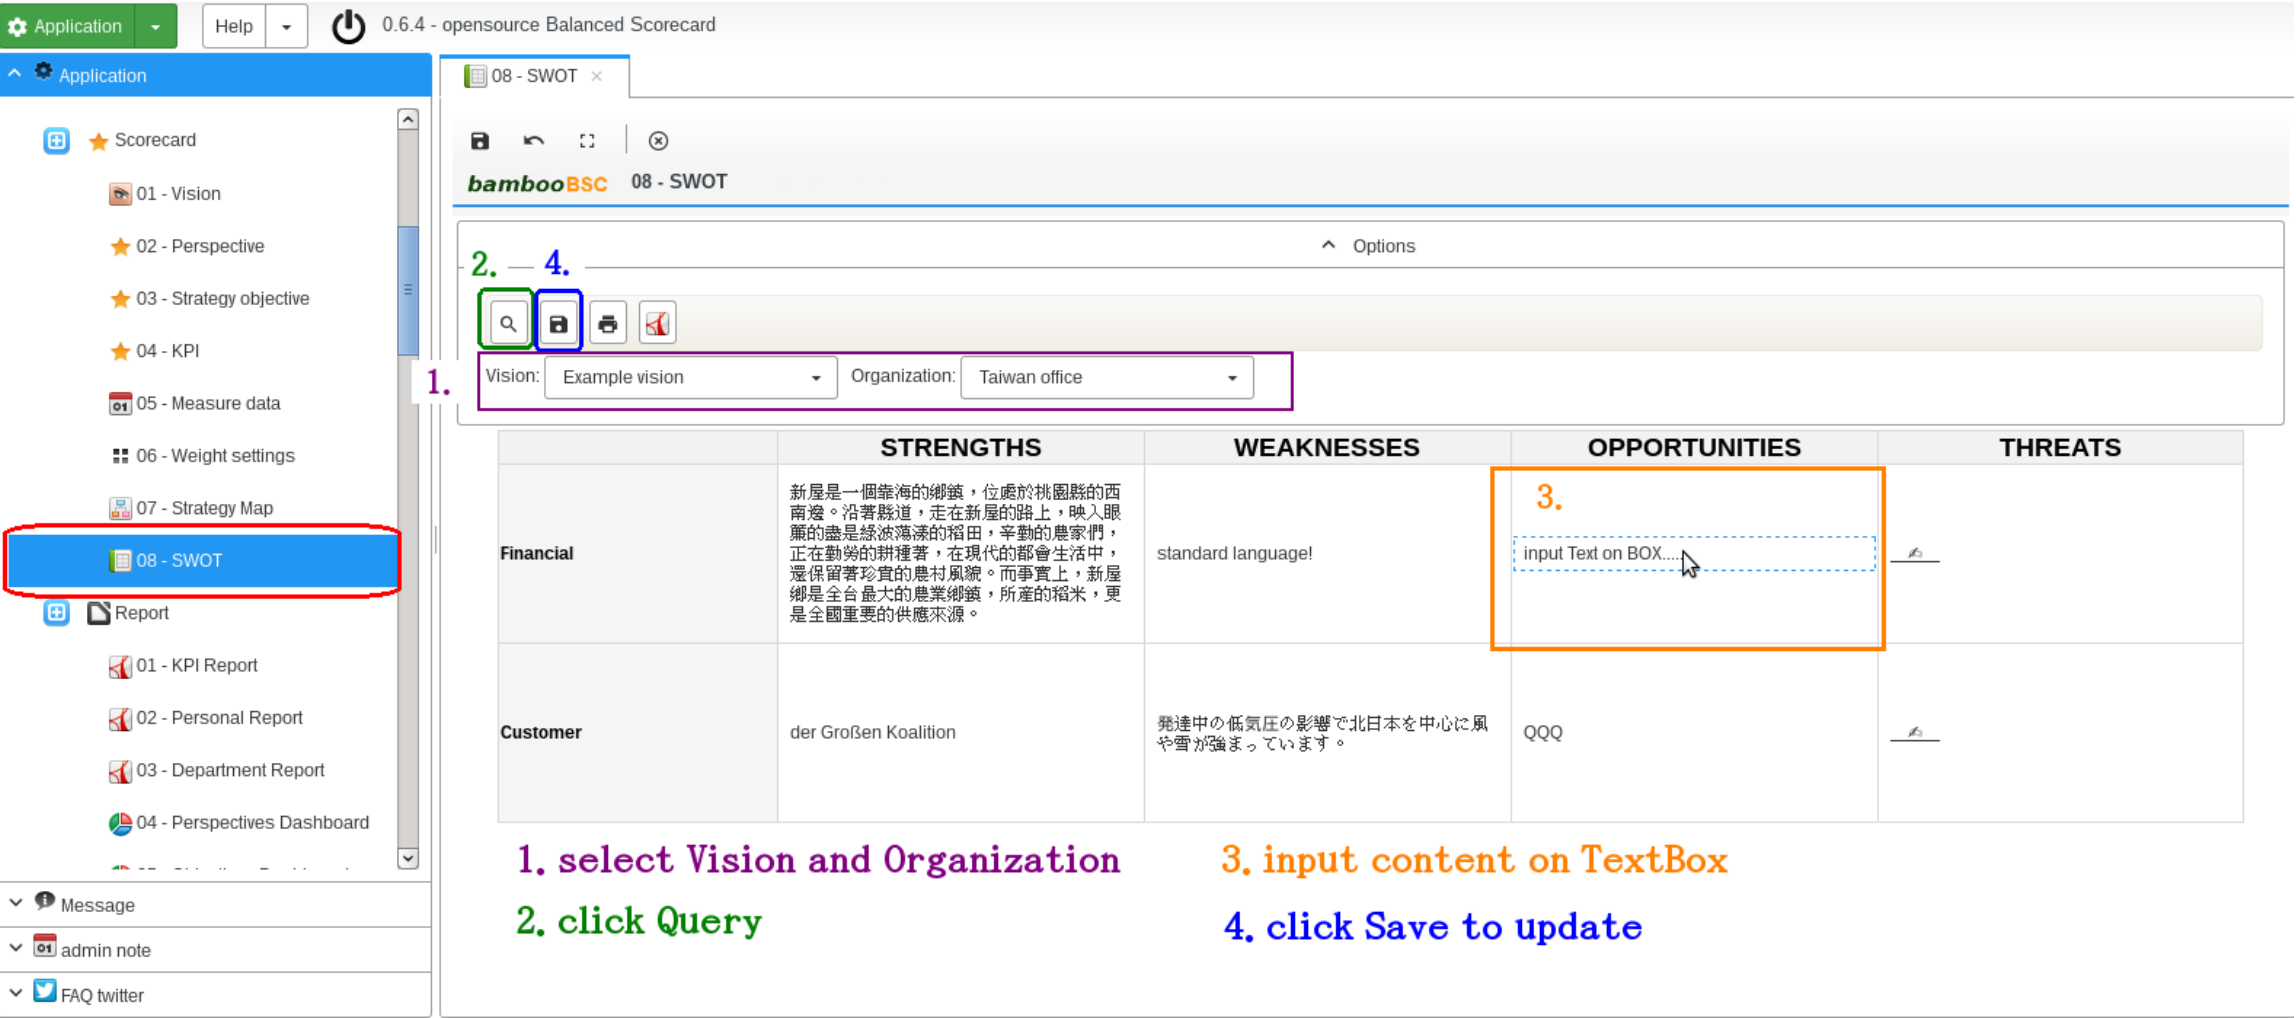 Application
Help
0.6.4 - opensource Balanced Scorecard
Application
Scorecard
01 - Vision
02 - Perspective
03 - Strategy objective
04 - KPI
05 - Measure data
06 - Weight settings
07 - Strategy Map
08 - SWOT
Report
01 - KPI Report
02 - Personal Report
03 - Department Report
04 - Perspectives Dashboard
Message
admin note
FAQ twitter
08 - SWOT
bambooBSC 08 - SWOT
Options
2. 4.
1. Vision: Example vision Organization: Taiwan office
STRENGTHS WEAKNESSES OPPORTUNITIES THREATS
Financial
新屋是一個靠海的鄉鎮，位處於桃園縣的西
南邊。沿著縣道，走在新屋的路上，映入眼
簾的盡是綠波蕩漾的稻田，辛勤的農家們，
正在勤勞的耕種著，在現代的都會生活中，
還保留著珍貴的農村風貌。而事實上，新屋
鄉是全台最大的農業鄉鎮，所產的稻米，更
是全國重要的供應來源。
standard language!
3.
input Text on BOX.....
Customer
der Großen Koalition
発達中の低気圧の影響で北日本を中心に風
や雪が強まっています。
QQQ
1. select Vision and Organization
2. click Query
3. input content on TextBox
4. click Save to update